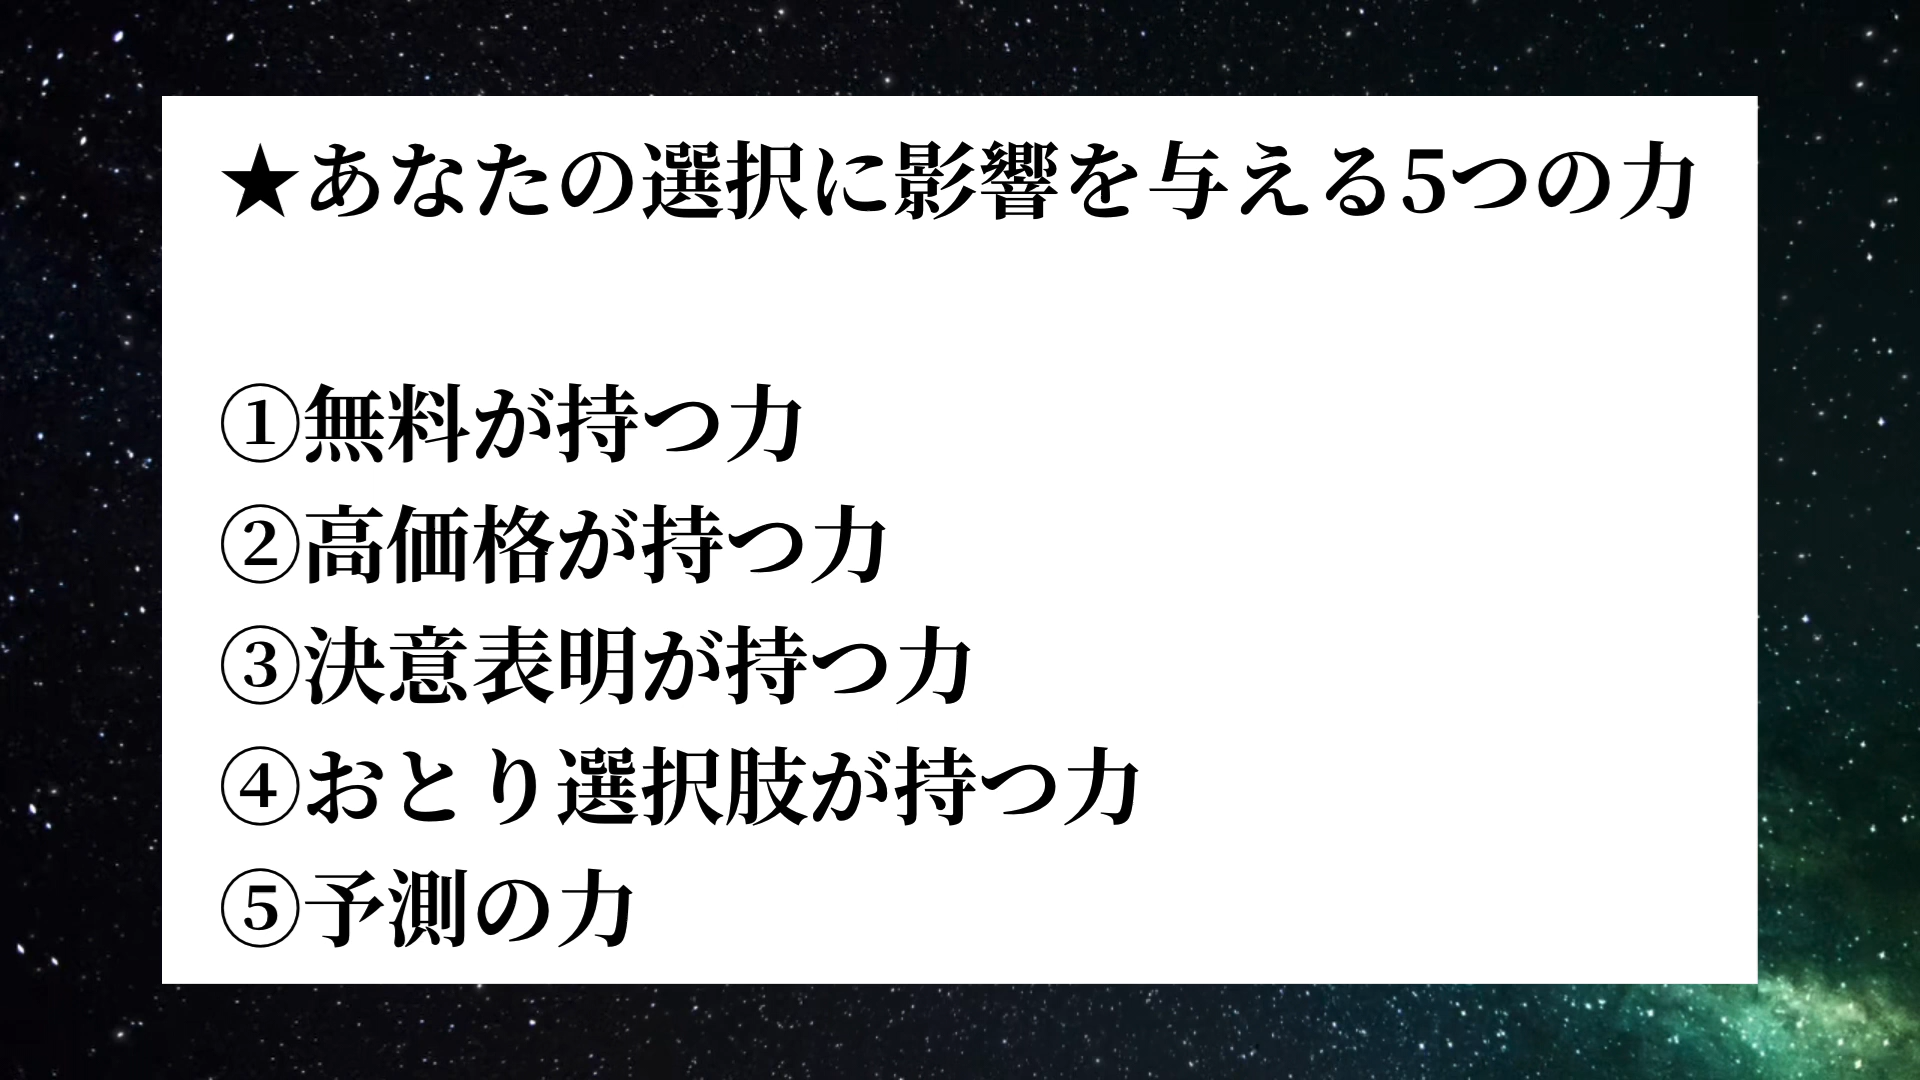 ★あなたの選択に影響を与える5つの力
①無料が持つ力
②高価格が持つ力
③決意表明が持つ力
④おとり選択肢が持つ力
⑤予測の力